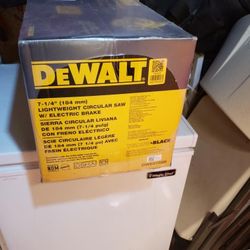 DEWALT
7-1/4" (184 mm)
LIGHTWEIGHT CIRCULAR SAW
W/ ELECTRIC BRAKE
SIERRA CIRCULAR LIVIANA
DE 184 mm (7-1/4 pulg)
CON FRENO ELÉCTRICO
SCIE CIRCULAIRE LÉGÈRE
DE 184 mm (7-1/4 po) AVEC
FREIN ÉLECTRIQUE
BLACK